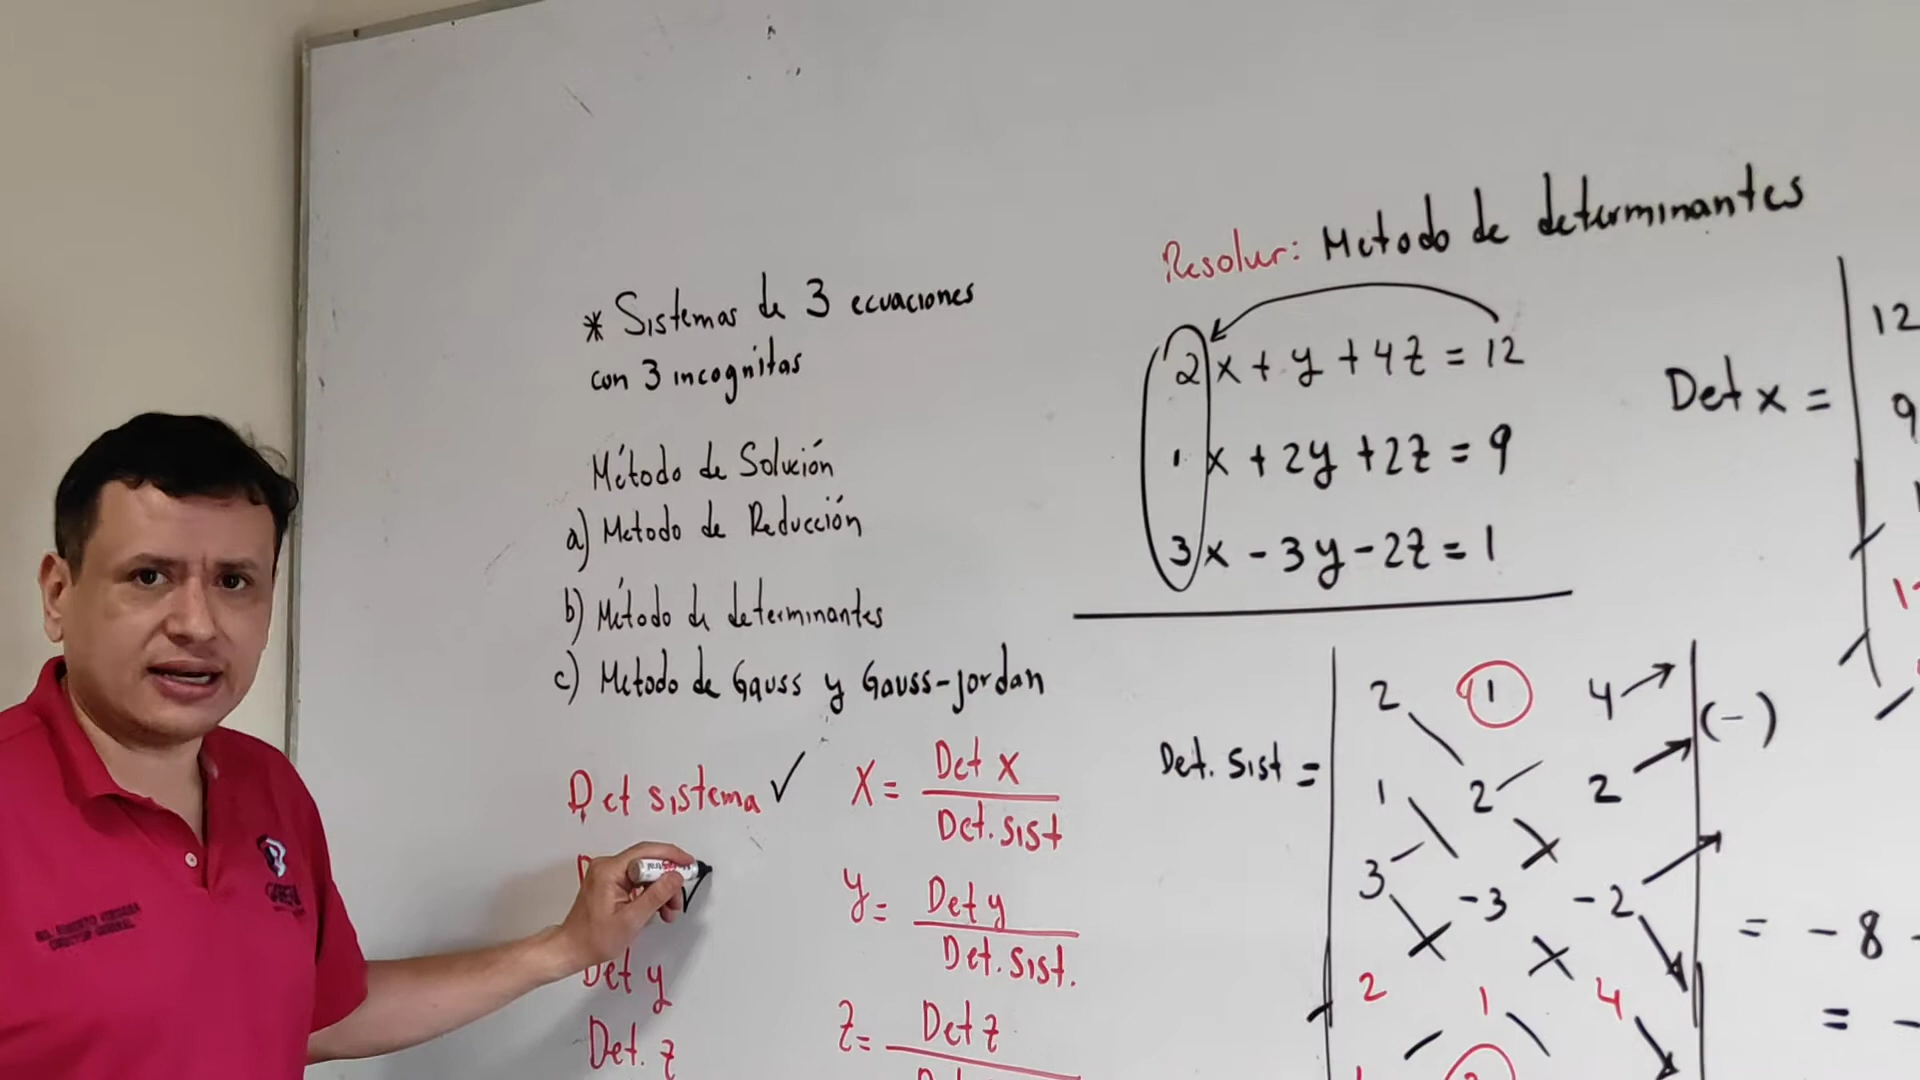 * Sistemas de 3 ecuaciones
con 3 incognitas
Método de Solución
a) Metodo de Reducción
b) Método de determinantes
c) Metodo de Gauss y Gauss-jordan
Det sistema ✓
Det y
Det. z
X = Det x / Det. sist
y = Det y / Det. sist.
z = Det z
Resolver: Metodo de determinantes
2x + y + 4z = 12
1x + 2y + 2z = 9
3x - 3y - 2z = 1
Det. Sist =
2 1 4
1 2 2
3 -3 -2
2 1 4
(-)
= -8
= -
Det x =
12
9